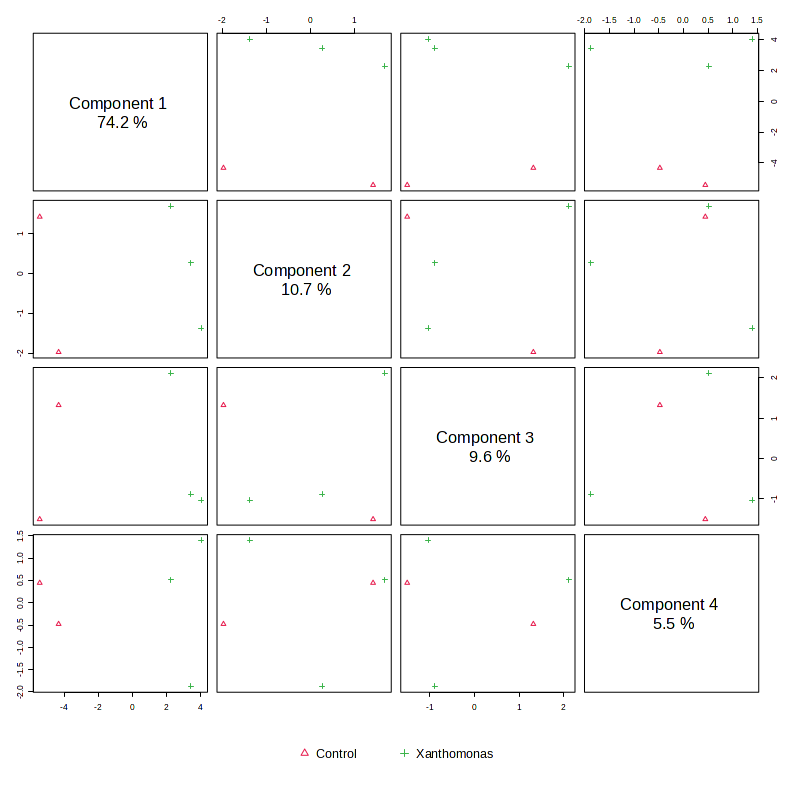 -2 -1 0 1
-2.0 -1.5 -1.0 -0.5 0.0 0.5 1.0 1.5
Component 1
74.2 %
4
2
0
-2
-4
1
0
-1
-2
Component 2
10.7 %
Component 3
9.6 %
2
1
0
-1
1.5
1.0
0.5
0.0
-0.5
-1.0
-1.5
-2.0
Component 4
5.5 %
-4 -2 0 2 4
-1 0 1 2
Control Xanthomonas